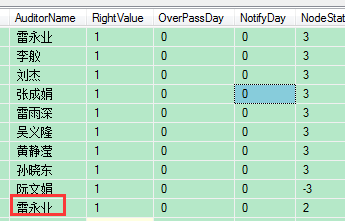 AuditorName RightValue OverPassDay NotifyDay NodeStat
雷永业 1 0 0 3
李舣 1 0 0 3
刘杰 1 0 0 3
张成娟 1 0 0 3
雷雨深 1 0 0 3
吴义隆 1 0 0 3
黄静滢 1 0 0 3
孙晓东 1 0 0 3
阮文娟 1 0 0 -3
雷永业 1 0 0 2